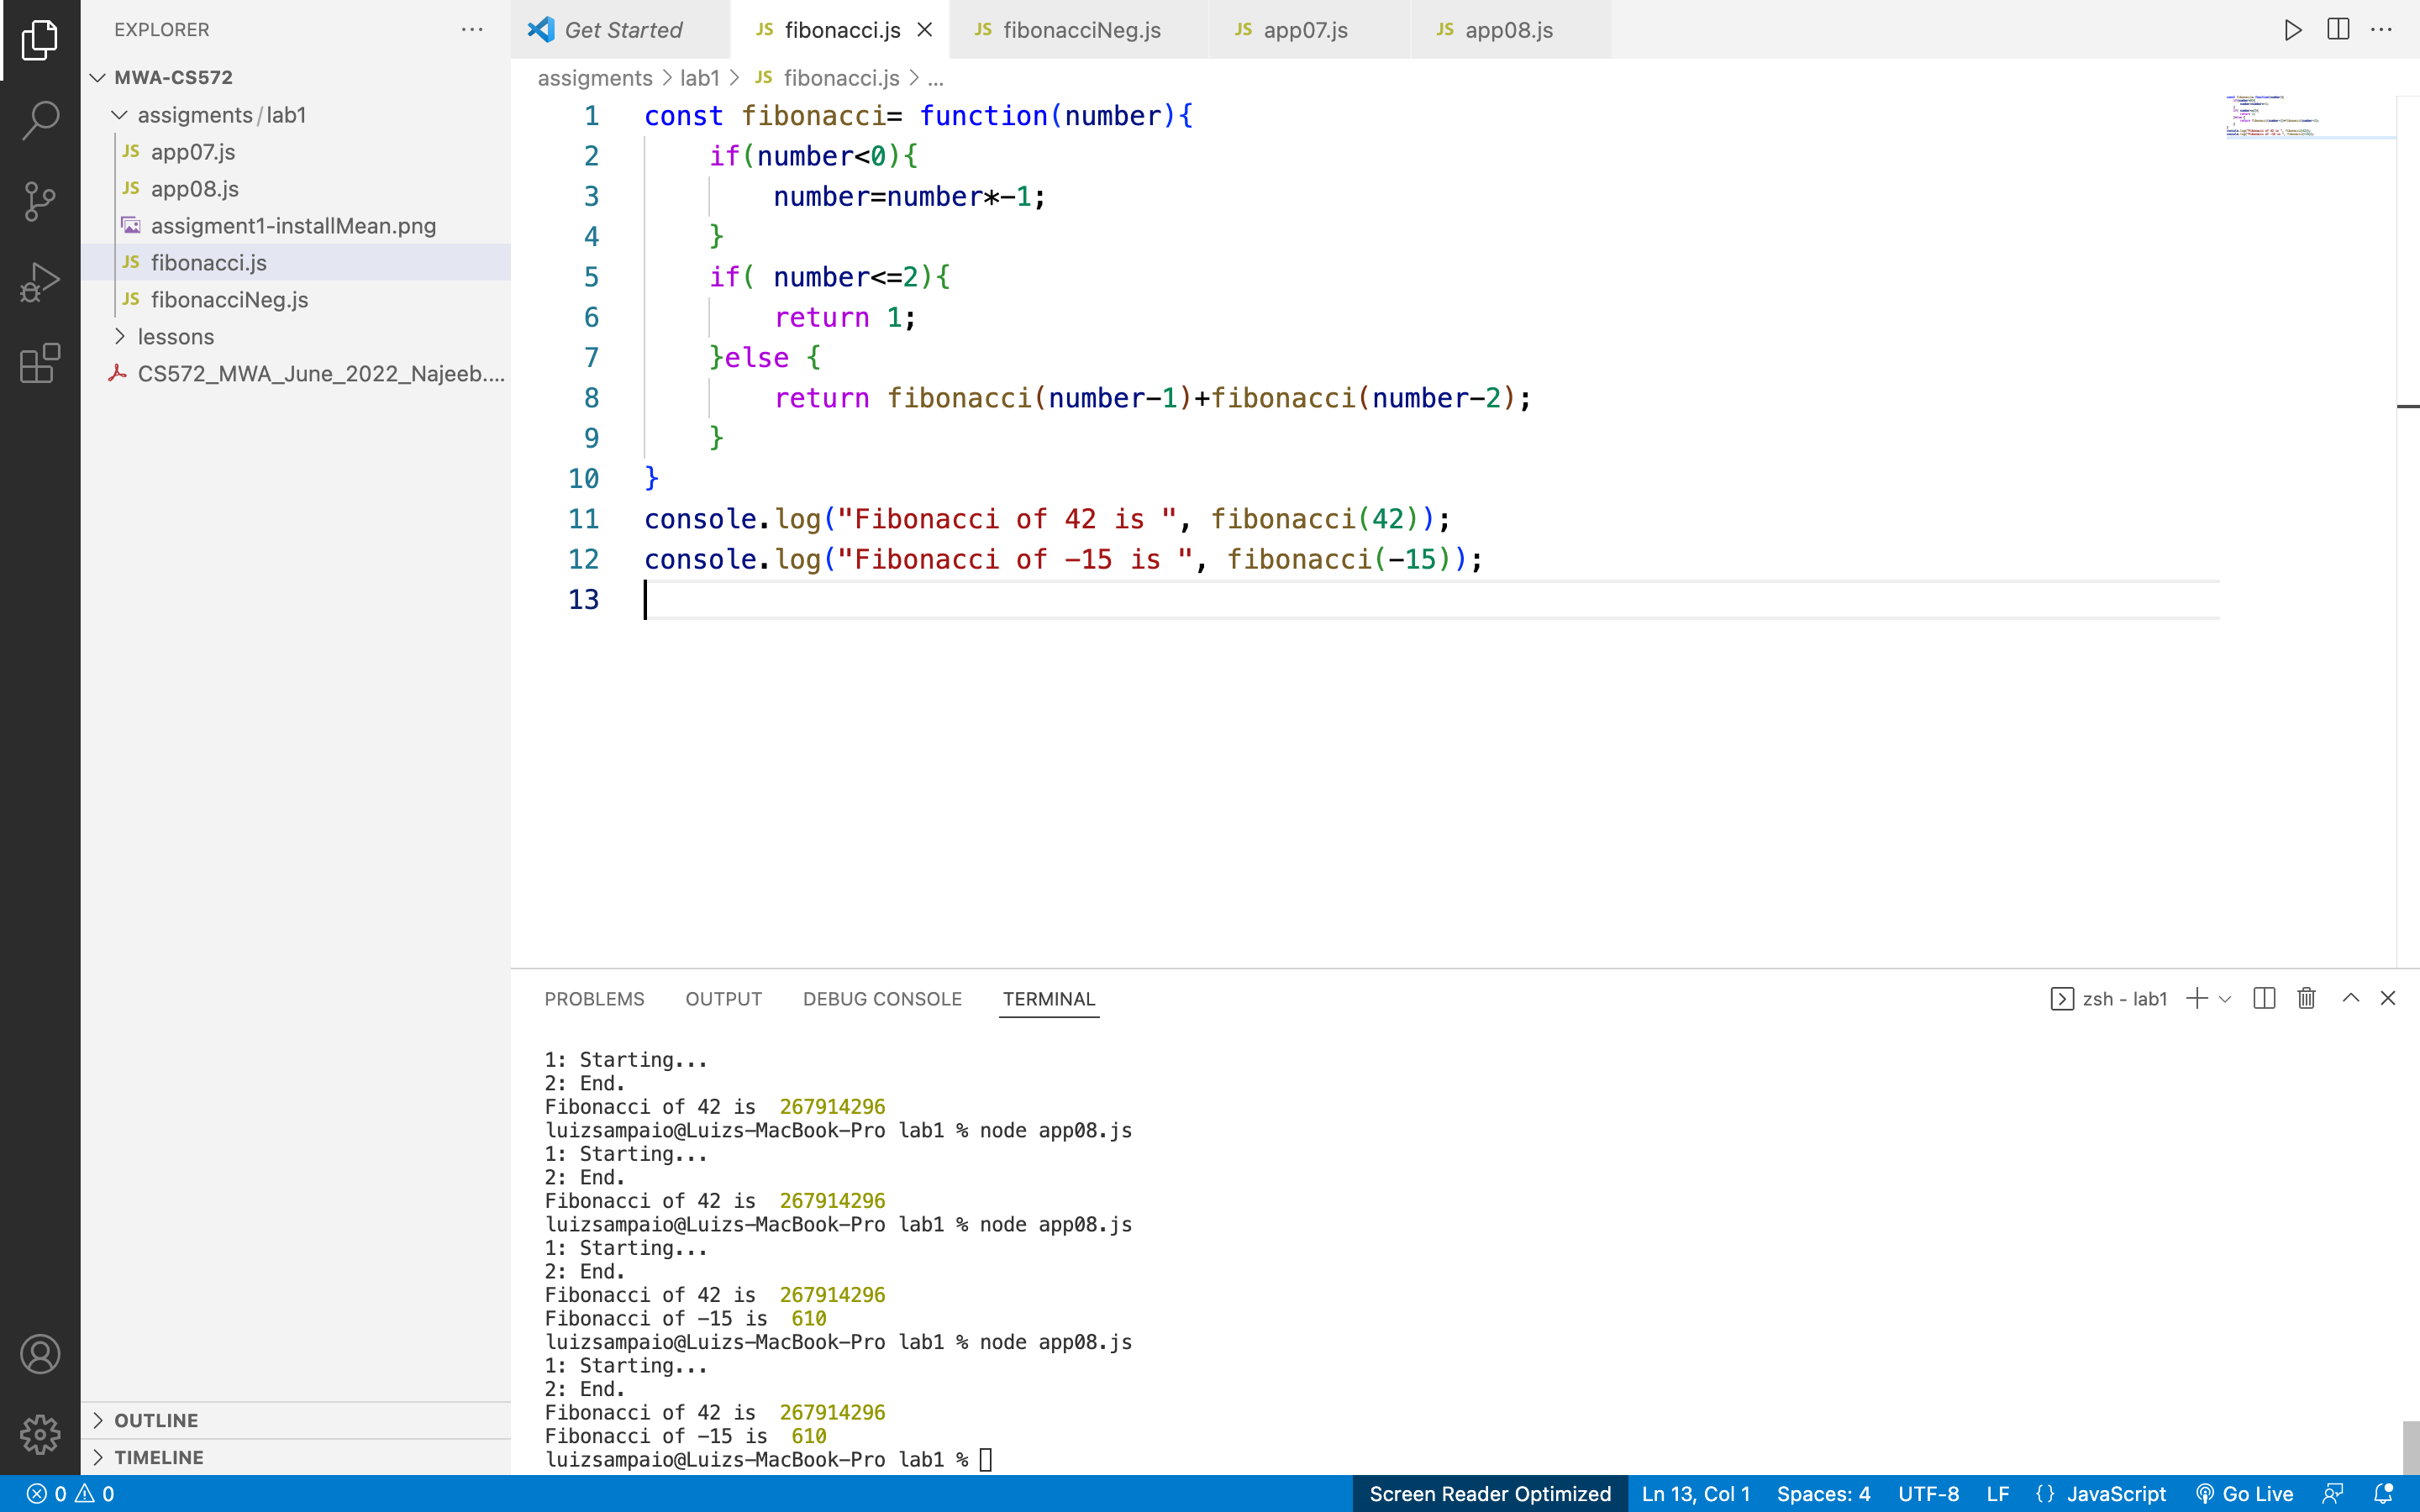 EXPLORER
MWA-CS572
assigments/lab1
JS app07.js
JS app08.js
assigment1-installMean.png
JS fibonacci.js
JS fibonacciNeg.js
lessons
CS572_MWA_June_2022_Najeeb....
OUTLINE
TIMELINE
Get Started
JS fibonacci.js
JS fibonacciNeg.js
JS app07.js
JS app08.js
assigments > lab1 > JS fibonacci.js > ...
1 const fibonacci= function(number){
2 if(number<0){
3 number=number*-1;
4 }
5 if( number<=2){
6 return 1;
7 }else {
8 return fibonacci(number-1)+fibonacci(number-2);
9 }
10 }
11 console.log("Fibonacci of 42 is ", fibonacci(42));
12 console.log("Fibonacci of -15 is ", fibonacci(-15));
13
PROBLEMS OUTPUT DEBUG CONSOLE TERMINAL
zsh - lab1
1: Starting...
2: End.
Fibonacci of 42 is  267914296
luizsampaio@Luizs-MacBook-Pro lab1 % node app08.js
1: Starting...
2: End.
Fibonacci of 42 is  267914296
luizsampaio@Luizs-MacBook-Pro lab1 % node app08.js
1: Starting...
2: End.
Fibonacci of 42 is  267914296
Fibonacci of -15 is  610
luizsampaio@Luizs-MacBook-Pro lab1 % node app08.js
1: Starting...
2: End.
Fibonacci of 42 is  267914296
Fibonacci of -15 is  610
luizsampaio@Luizs-MacBook-Pro lab1 %
0 0
Screen Reader Optimized Ln 13, Col 1 Spaces: 4 UTF-8 LF {} JavaScript Go Live